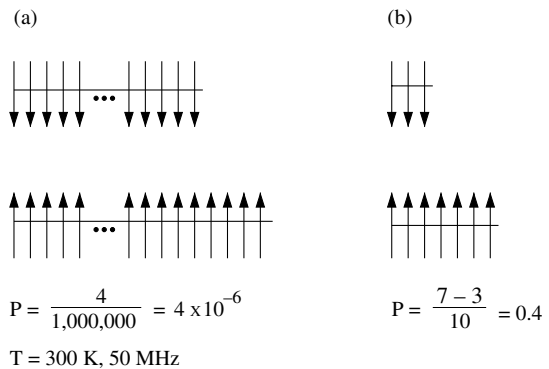 (a)
(b)
P = 4 / 1,000,000 = 4 x10^–6
P = 7 – 3 / 10 = 0.4
T = 300 K, 50 MHz